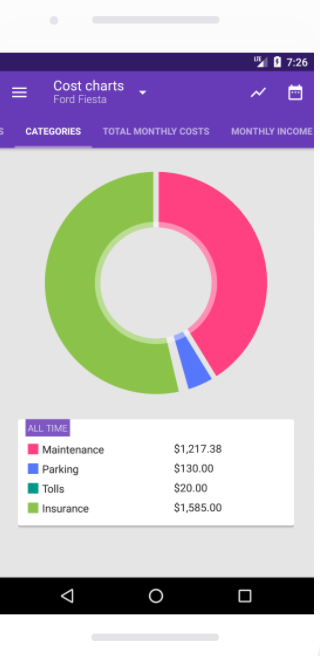 LTE 7:26
Cost charts
Ford Fiesta
S CATEGORIES TOTAL MONTHLY COSTS MONTHLY INCOME
ALL TIME
Maintenance $1,217.38
Parking $130.00
Tolls $20.00
Insurance $1,585.00